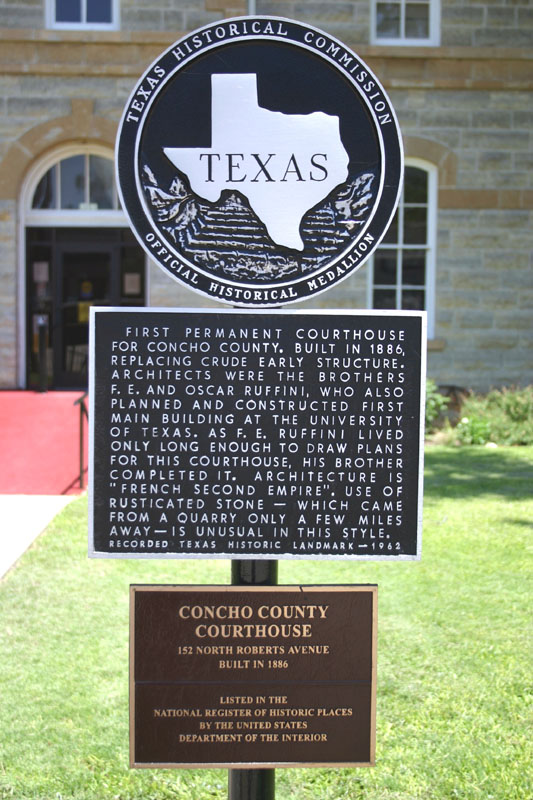 TEXAS HISTORICAL COMMISSION
TEXAS
OFFICIAL HISTORICAL MEDALLION
FIRST PERMANENT COURTHOUSE
FOR CONCHO COUNTY. BUILT IN 1886,
REPLACING CRUDE EARLY STRUCTURE.
ARCHITECTS WERE THE BROTHERS
F. E. AND OSCAR RUFFINI, WHO ALSO
PLANNED AND CONSTRUCTED FIRST
MAIN BUILDING AT THE UNIVERSITY
OF TEXAS. AS F. E. RUFFINI LIVED
ONLY LONG ENOUGH TO DRAW PLANS
FOR THIS COURTHOUSE, HIS BROTHER
COMPLETED IT. ARCHITECTURE IS
"FRENCH SECOND EMPIRE". USE OF
RUSTICATED STONE — WHICH CAME
FROM A QUARRY ONLY A FEW MILES
AWAY — IS UNUSUAL IN THIS STYLE.
RECORDED TEXAS HISTORIC LANDMARK — 1962
CONCHO COUNTY
COURTHOUSE
152 NORTH ROBERTS AVENUE
BUILT IN 1886
LISTED IN THE
NATIONAL REGISTER OF HISTORIC PLACES
BY THE UNITED STATES
DEPARTMENT OF THE INTERIOR